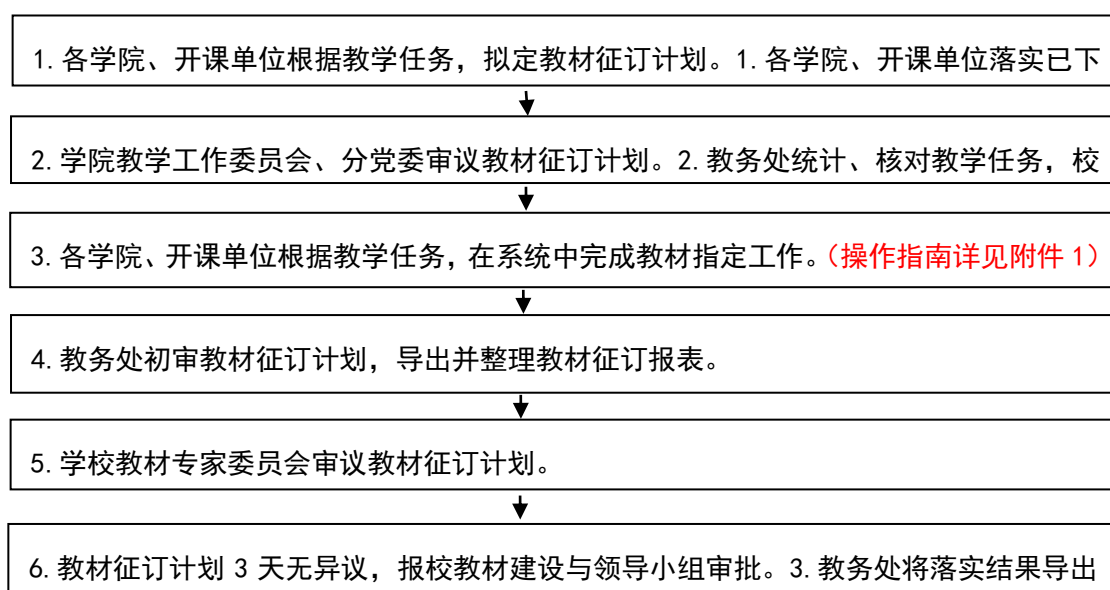 1.各学院、开课单位根据教学任务，拟定教材征订计划。1.各学院、开课单位落实已下
2.学院教学工作委员会、分党委审议教材征订计划。2.教务处统计、核对教学任务，校
3.各学院、开课单位根据教学任务，在系统中完成教材指定工作。（操作指南详见附件1）
4.教务处初审教材征订计划，导出并整理教材征订报表。
5.学校教材专家委员会审议教材征订计划。
6.教材征订计划 3 天无异议，报校教材建设与领导小组审批。3.教务处将落实结果导出